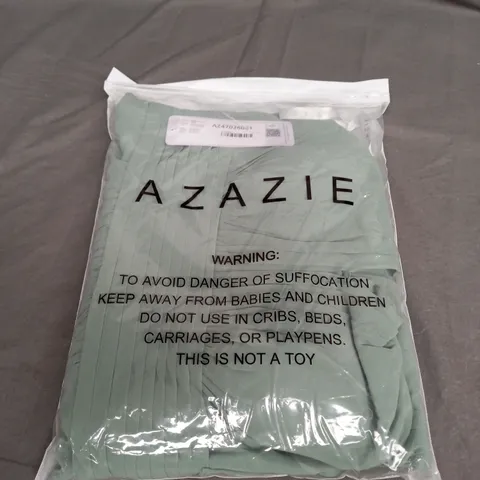 AZAZIE
WARNING:
TO AVOID DANGER OF SUFFOCATION
KEEP AWAY FROM BABIES AND CHILDREN
DO NOT USE IN CRIBS, BEDS,
CARRIAGES, OR PLAYPENS.
THIS IS NOT A TOY